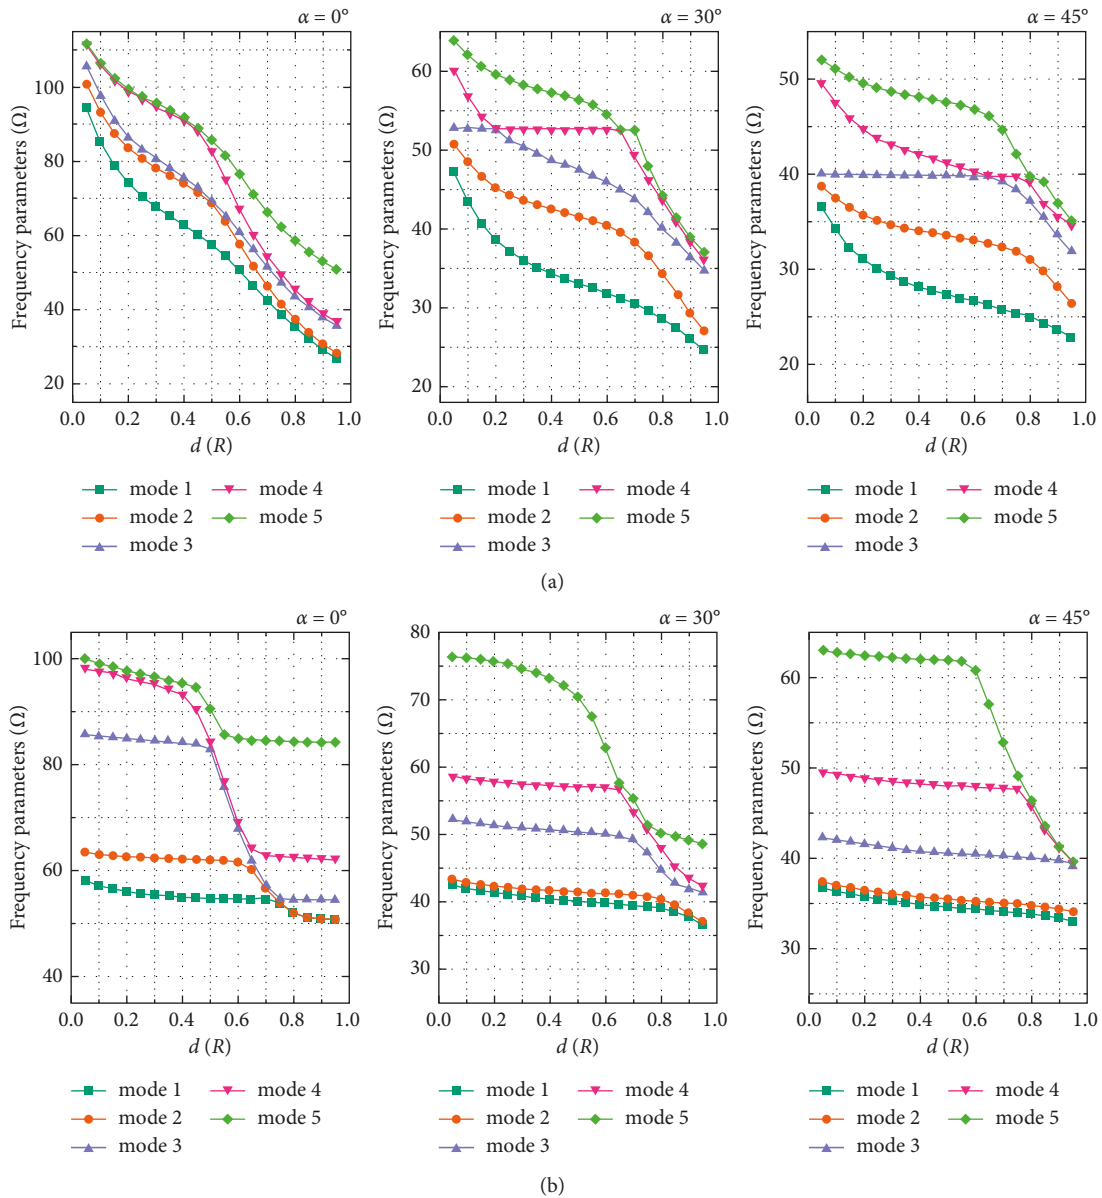 α = 0°
α = 30°
α = 45°
Frequency parameters (Ω)
100
80
60
40
20
0.0 0.2 0.4 0.6 0.8 1.0
d (R)
Frequency parameters (Ω)
60
50
40
30
20
0.0 0.2 0.4 0.6 0.8 1.0
d (R)
Frequency parameters (Ω)
50
40
30
20
0.0 0.2 0.4 0.6 0.8 1.0
d (R)
mode 1 mode 4
mode 2 mode 5
mode 3
mode 1 mode 4
mode 2 mode 5
mode 3
mode 1 mode 4
mode 2 mode 5
mode 3
(a)
α = 0°
α = 30°
α = 45°
Frequency parameters (Ω)
100
80
60
40
0.0 0.2 0.4 0.6 0.8 1.0
d (R)
Frequency parameters (Ω)
80
70
60
50
40
30
0.0 0.2 0.4 0.6 0.8 1.0
d (R)
Frequency parameters (Ω)
60
50
40
30
0.0 0.2 0.4 0.6 0.8 1.0
d (R)
mode 1 mode 4
mode 2 mode 5
mode 3
mode 1 mode 4
mode 2 mode 5
mode 3
mode 1 mode 4
mode 2 mode 5
mode 3
(b)